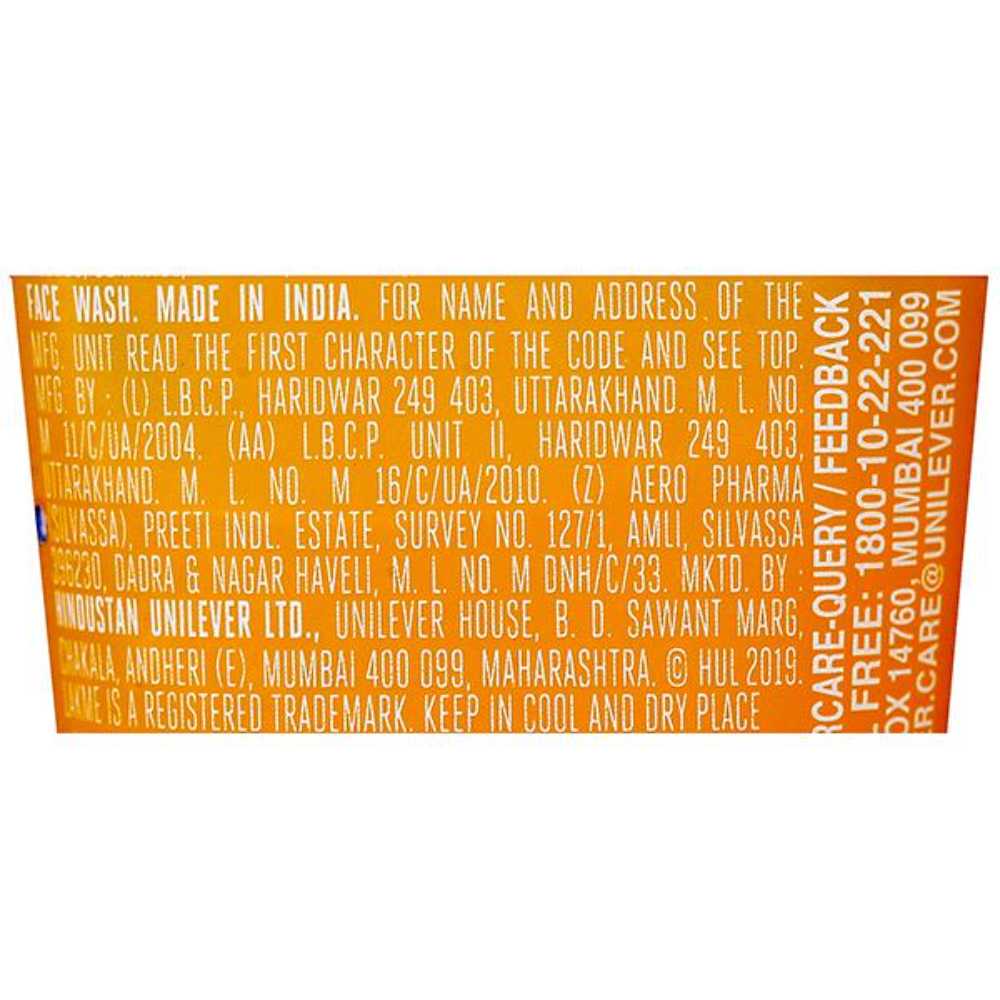 FACE WASH. MADE IN INDIA. FOR NAME AND ADDRESS OF THE
MFG. UNIT READ THE FIRST CHARACTER OF THE CODE AND SEE TOP.
MFG. BY : (L) L.B.C.P., HARIDWAR 249 403, UTTARAKHAND. M. L. NO.
M 11/C/UA/2004. (AA) L.B.C.P. UNIT II, HARIDWAR 249 403,
UTTARAKHAND. M. L. NO. M 16/C/UA/2010. (Z) AERO PHARMA
(SILVASSA), PREETI INDL. ESTATE, SURVEY NO. 127/1, AMLI, SILVASSA
396230, DADRA & NAGAR HAVELI, M. L. NO. M DNH/C/33. MKTD. BY :
HINDUSTAN UNILEVER LTD., UNILEVER HOUSE, B. D. SAWANT MARG,
CHAKALA, ANDHERI (E), MUMBAI 400 099, MAHARASHTRA. © HUL 2019.
LAKME IS A REGISTERED TRADEMARK. KEEP IN COOL AND DRY PLACE
RCARE-QUERY / FEEDBACK
FREE: 1800-10-22-221
OX 14760, MUMBAI 400 099
ER.CARE@UNILEVER.COM